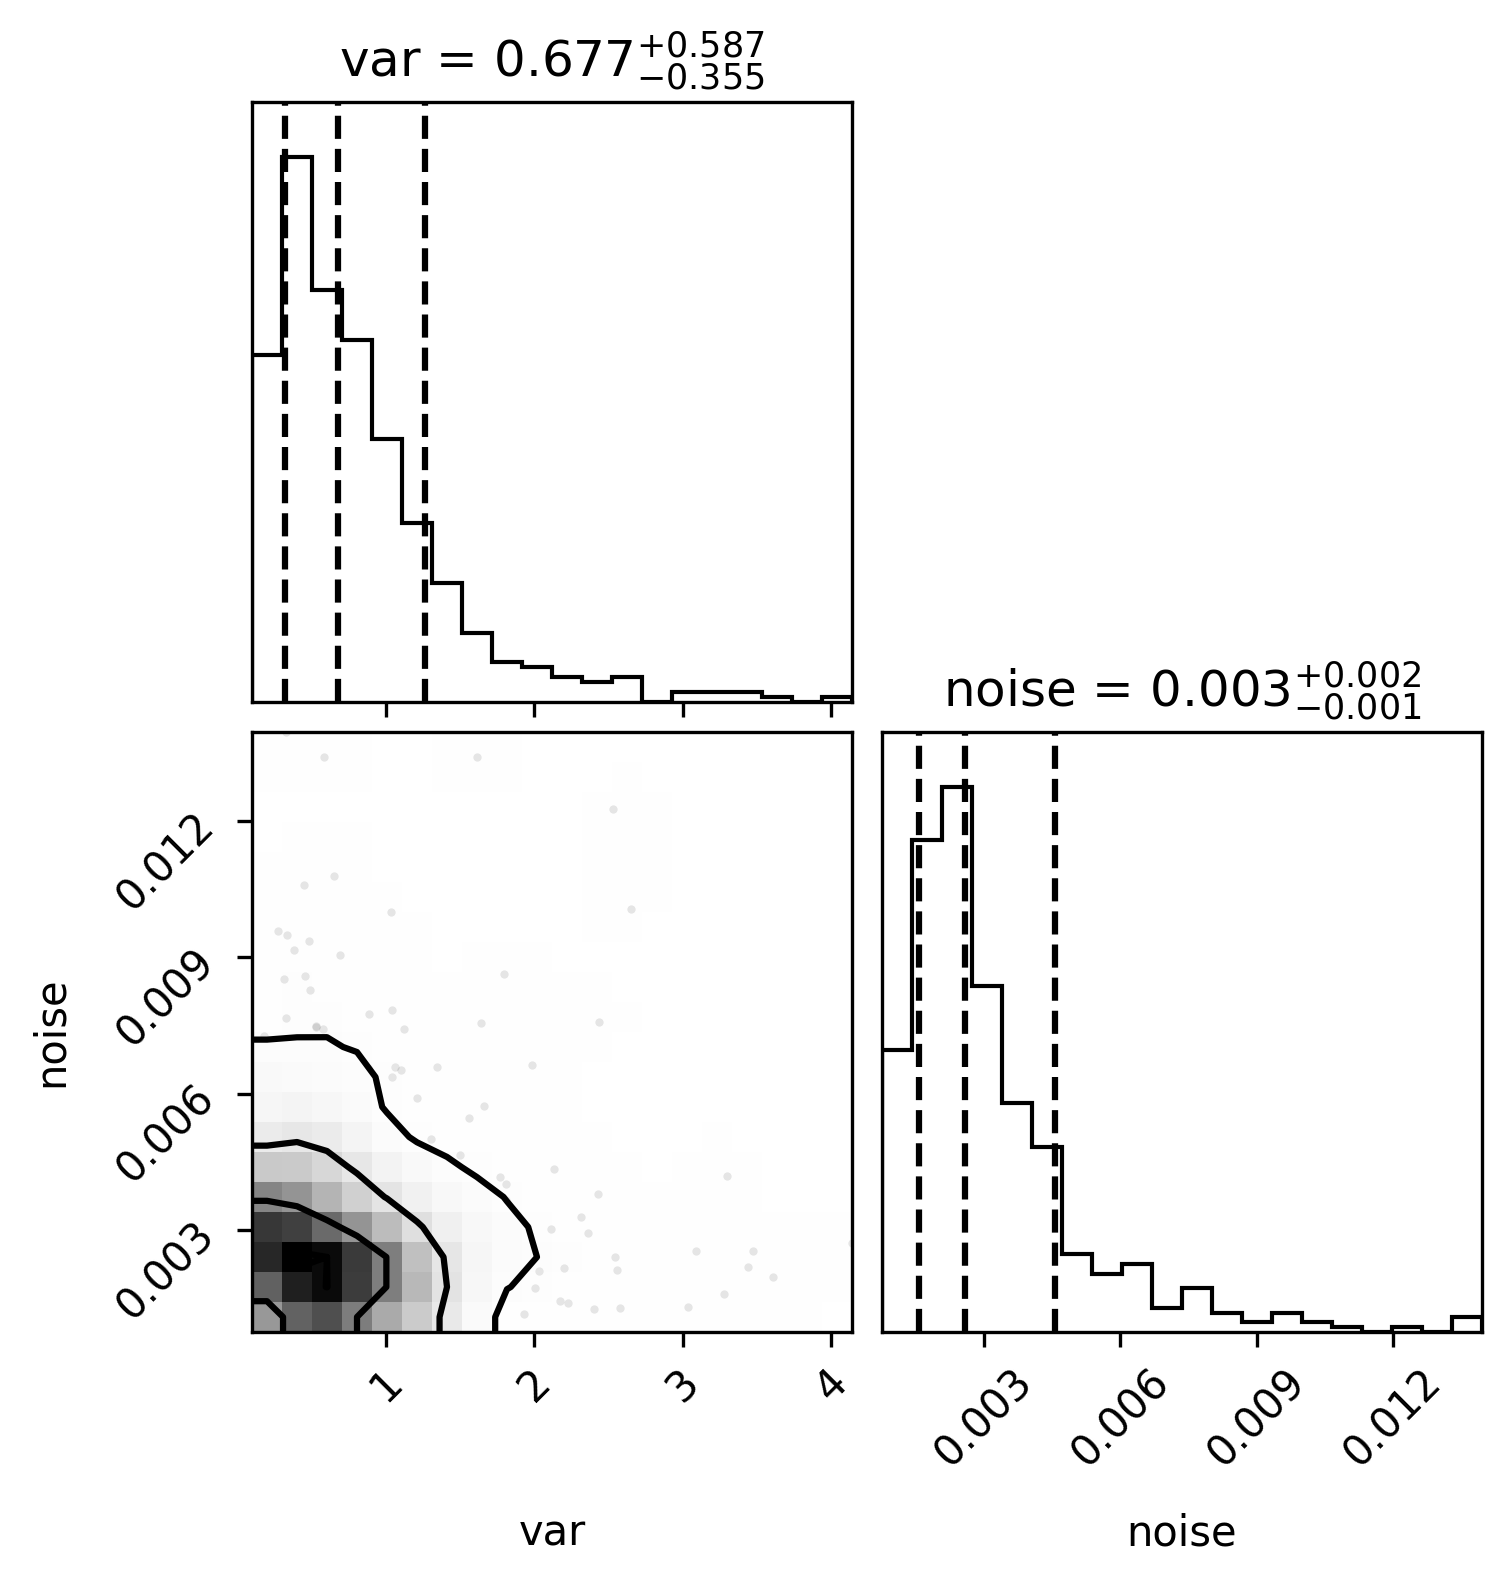 var = 0.677 +0.587 −0.355
noise = 0.003 +0.002 −0.001
noise
0.012
0.009
0.006
0.003
1 2 3 4
var
0.003 0.006 0.009 0.012
noise